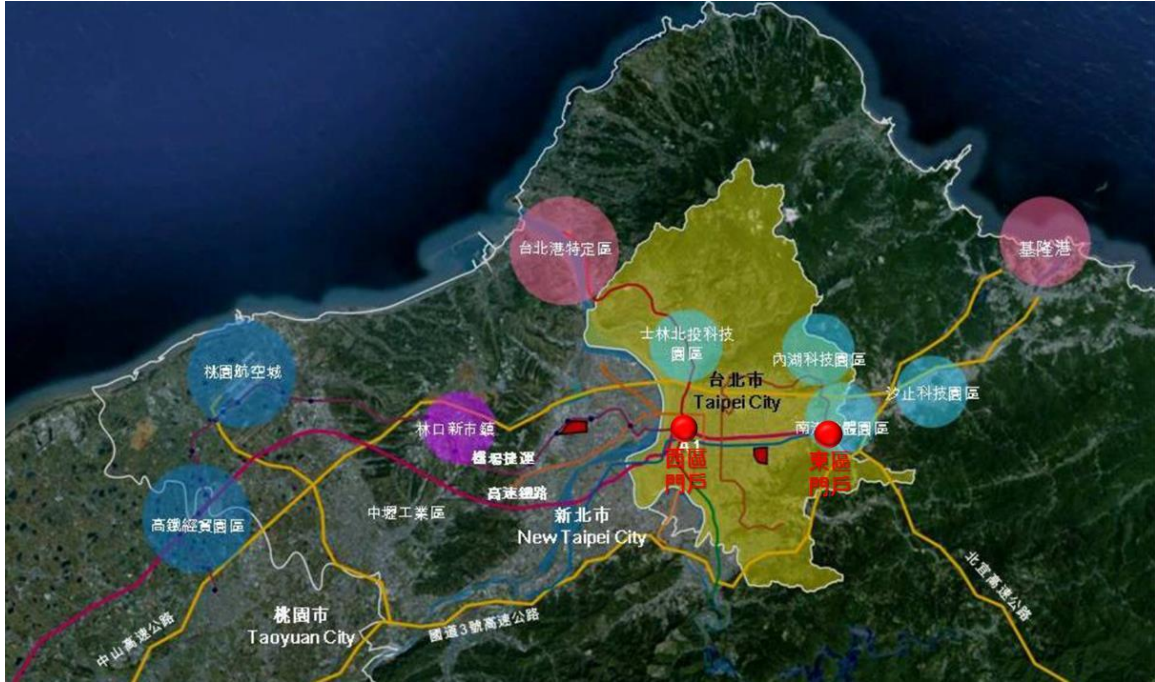 台北港特定區
基隆港
士林北投科技
園區
內湖科技園區
桃園航空城
台北市
Taipei City
汐止科技園區
林口新市鎮
南
體園區
A1
西區
門戶
東區
門戶
捷運
高速鐵路
中壢工業區
高鐵經貿園區
新北市
New Taipei City
桃園市
Taoyuan City
中山高速公路
國道3號高速公路
北宜高速公路